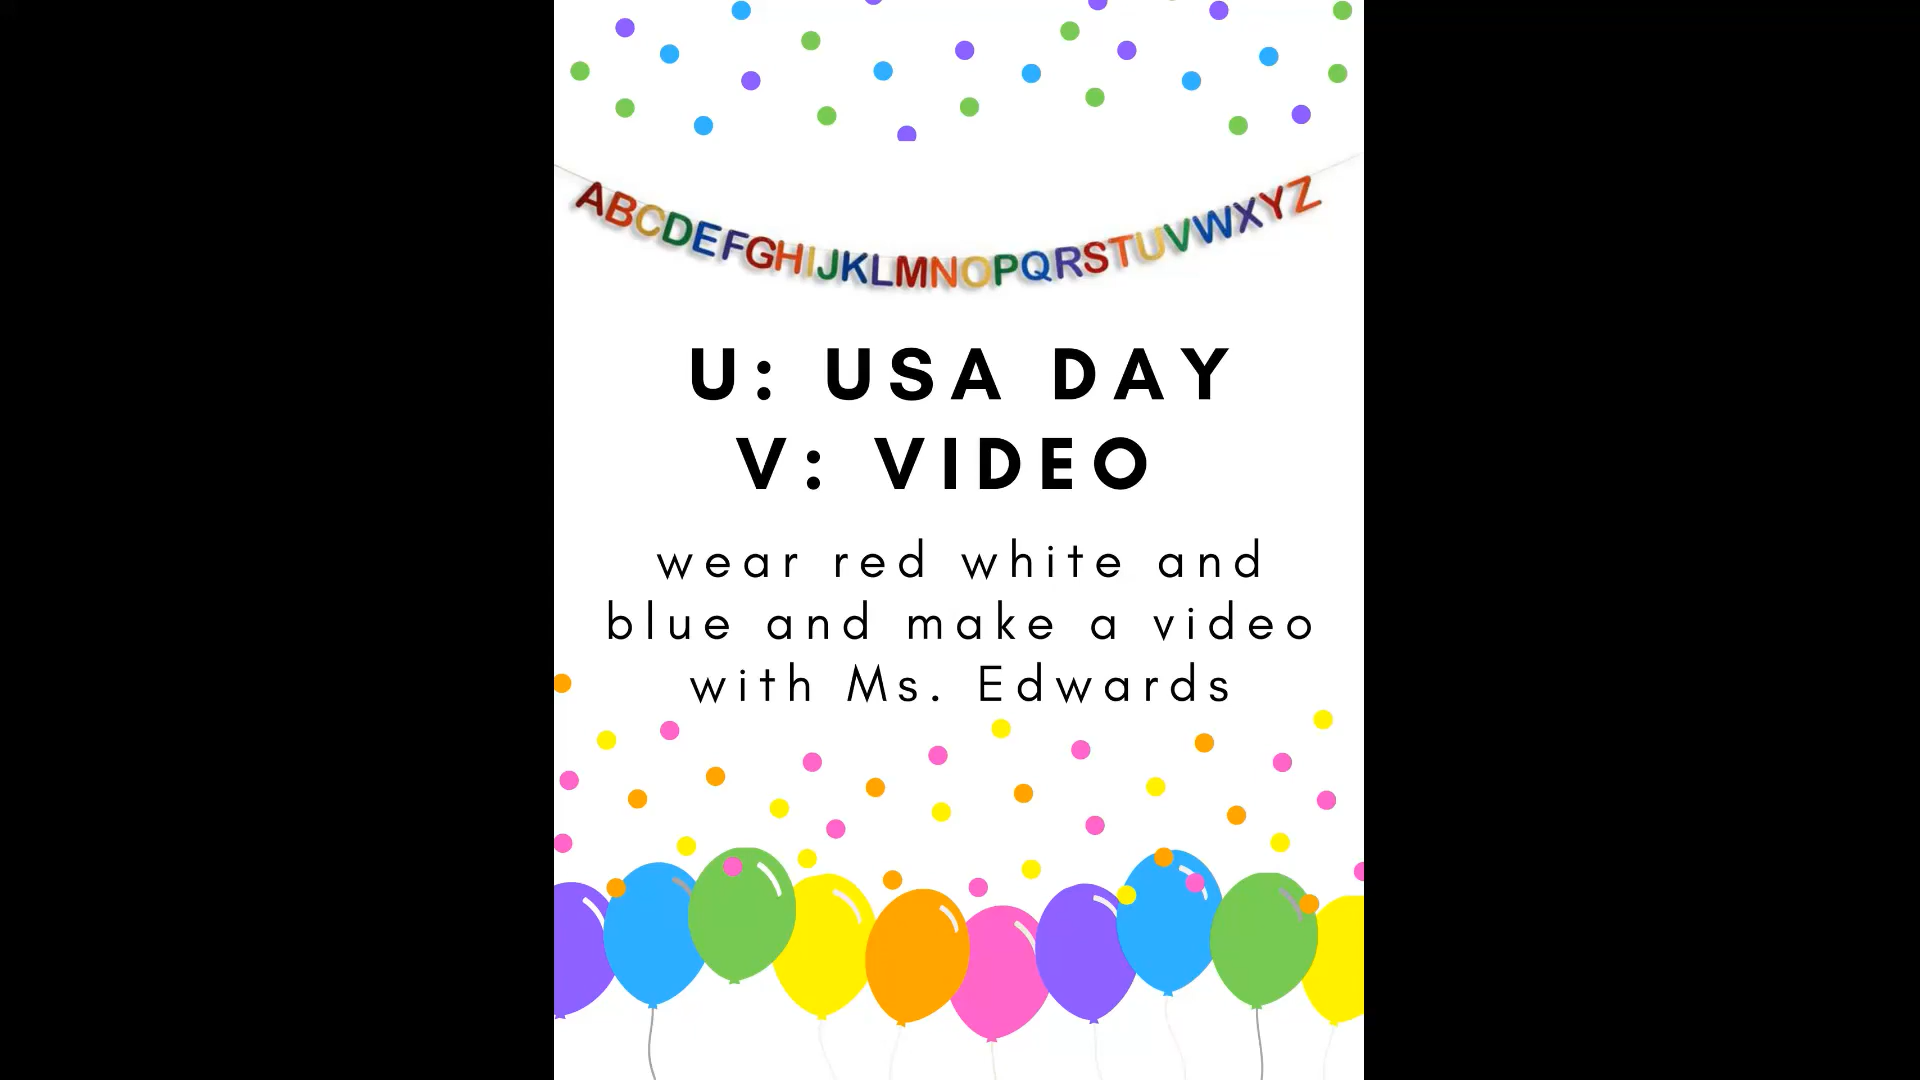 ABCDEFGHIJKLMNOPQRSTUVWXYZ
U: USA DAY
V: VIDEO
wear red white and
blue and make a video
with Ms. Edwards